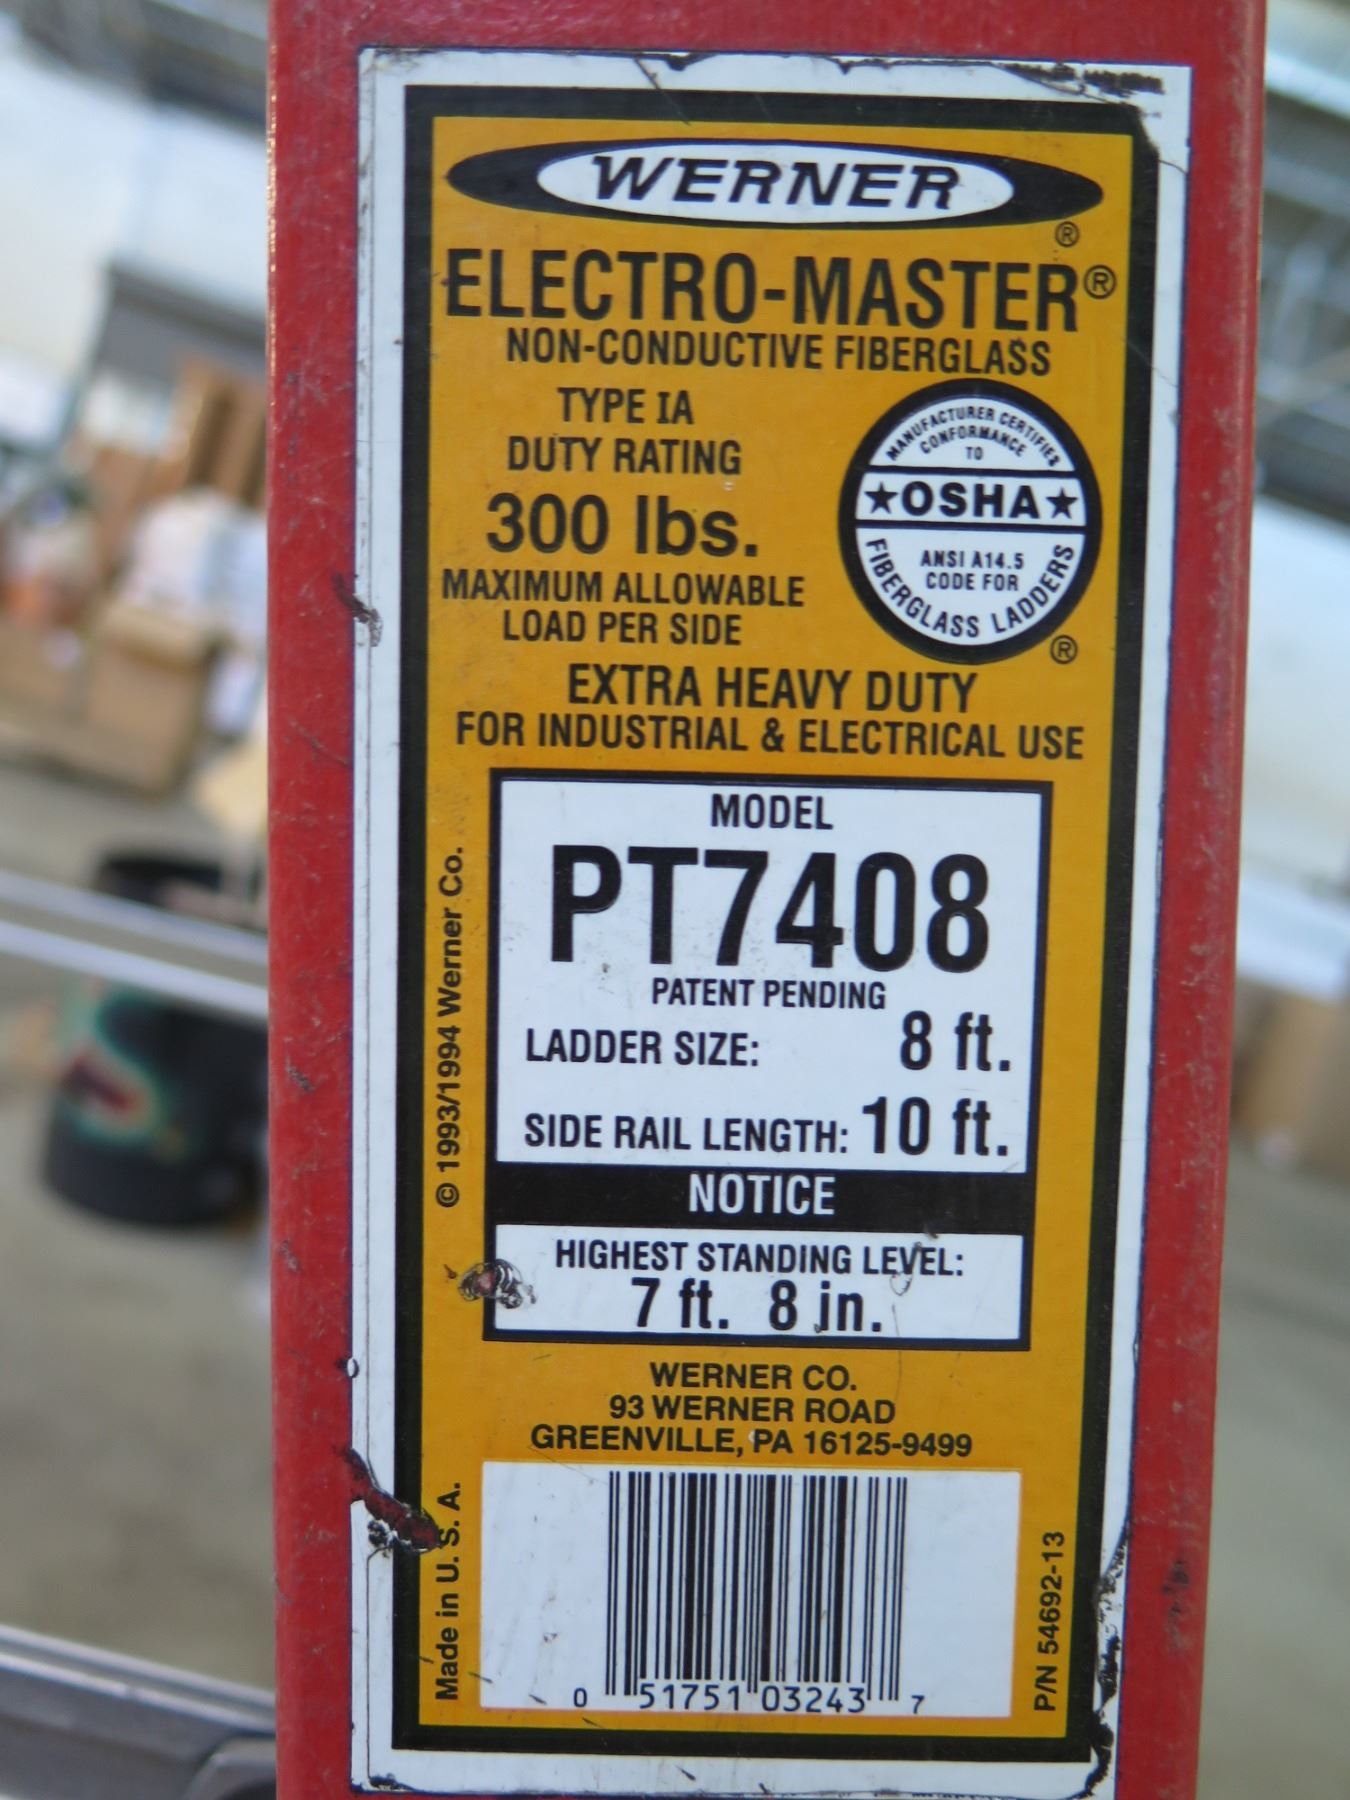 WERNER®
ELECTRO-MASTER®
NON-CONDUCTIVE FIBERGLASS
TYPE IA
DUTY RATING
300 lbs.
MAXIMUM ALLOWABLE
LOAD PER SIDE
MANUFACTURER CERTIFIES
CONFORMANCE
TO
★OSHA★
ANSI A14.5
CODE FOR
FIBERGLASS LADDERS
®
EXTRA HEAVY DUTY
FOR INDUSTRIAL & ELECTRICAL USE
MODEL
PT7408
PATENT PENDING
LADDER SIZE: 8 ft.
SIDE RAIL LENGTH: 10 ft.
NOTICE
HIGHEST STANDING LEVEL:
7 ft. 8 in.
WERNER CO.
93 WERNER ROAD
GREENVILLE, PA 16125-9499
0 51751 03243 7
© 1993/1994 Werner Co.
Made in U. S. A.
P/N 54692-13